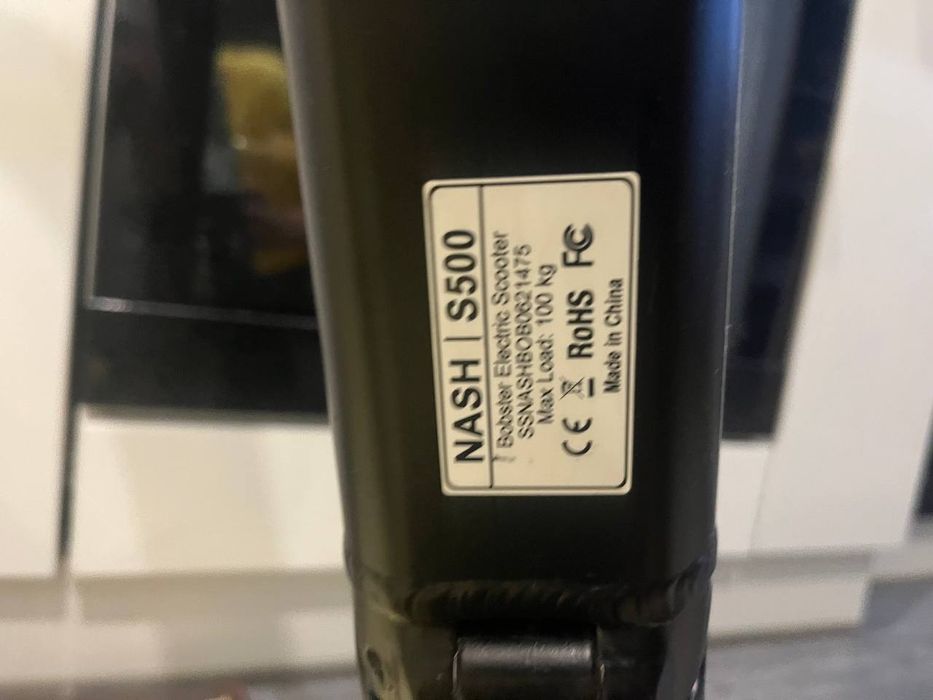 NASH | S500
Bobster Electric Scooter
SSNASHBOB0621475
Max Load: 100 kg
CE RoHS FC
Made in China